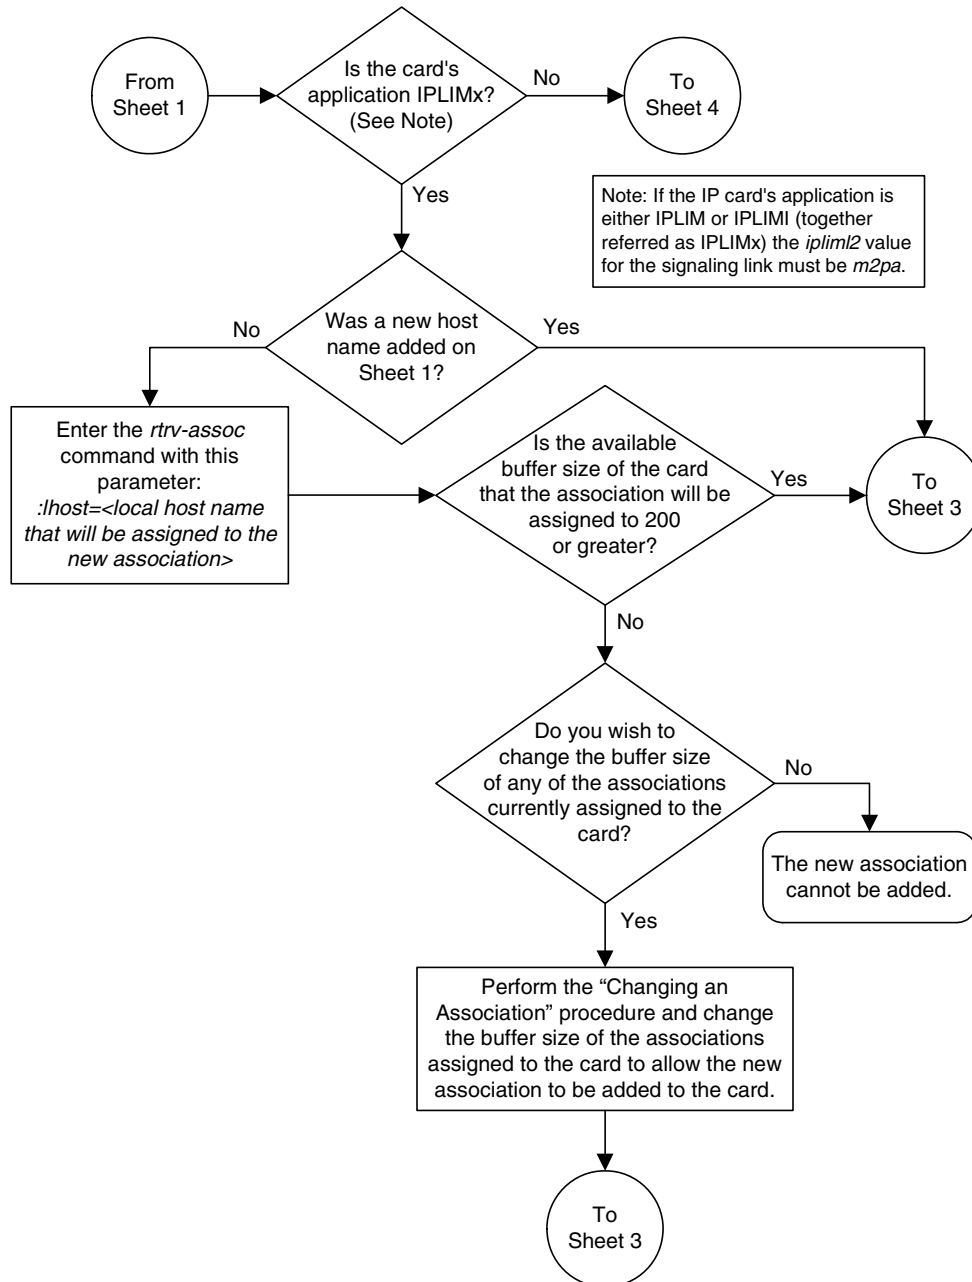 From
Sheet 1
Is the card's
application IPLIMx?
(See Note)
No
To
Sheet 4
Yes
Note: If the IP card's application is
either IPLIM or IPLIMI (together
referred as IPLIMx) the ipliml2 value
for the signaling link must be m2pa.
Was a new host
name added on
Sheet 1?
No
Yes
Enter the rtrv-assoc
command with this
parameter:
:lhost=<local host name
that will be assigned to the
new association>
Is the available
buffer size of the card
that the association will be
assigned to 200
or greater?
Yes
To
Sheet 3
No
Do you wish to
change the buffer size
of any of the associations
currently assigned to the
card?
No
The new association
cannot be added.
Yes
Perform the “Changing an
Association” procedure and change
the buffer size of the associations
assigned to the card to allow the new
association to be added to the card.
To
Sheet 3